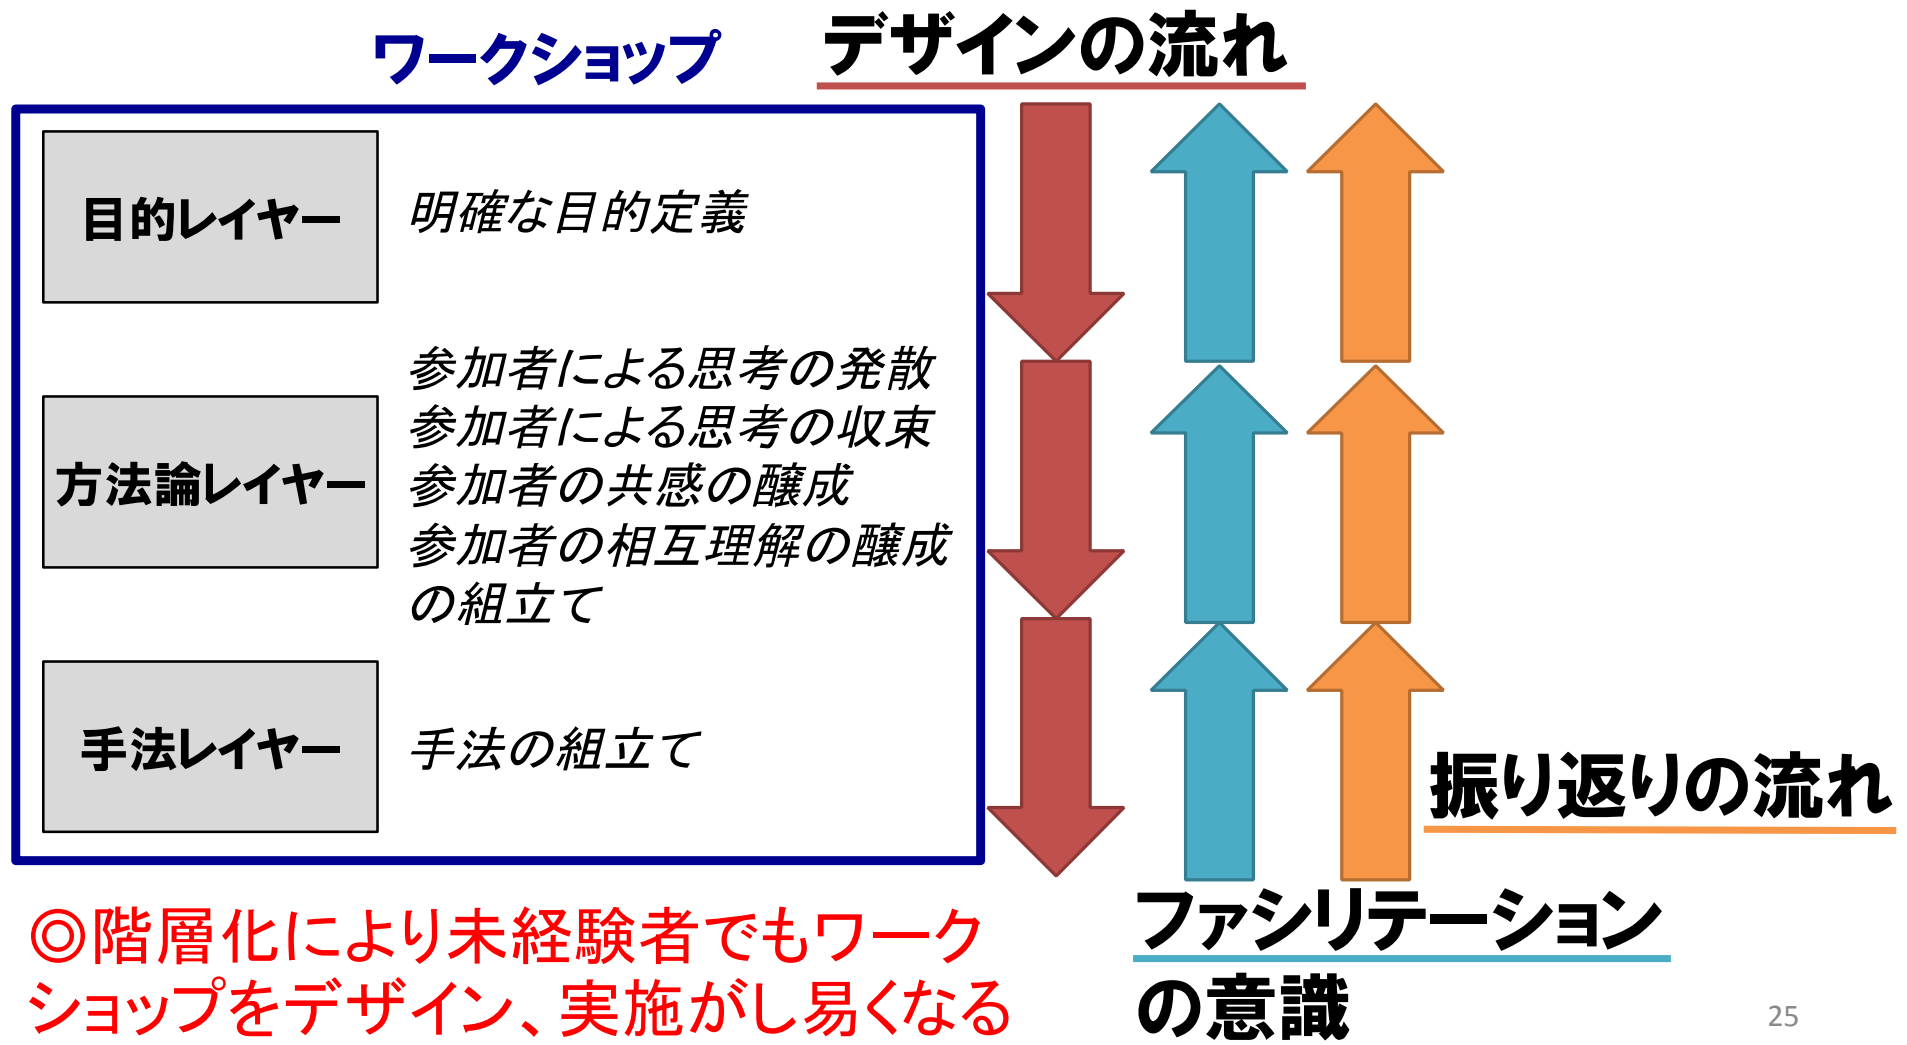 ワークショップ
デザインの流れ
目的レイヤー
明確な目的定義
方法論レイヤー
参加者による思考の発散
参加者による思考の収束
参加者の共感の醸成
参加者の相互理解の醸成
の組立て
手法レイヤー
手法の組立て
振り返りの流れ
ファシリテーション
の意識
◎階層化により未経験者でもワーク
ショップをデザイン、実施がし易くなる
25